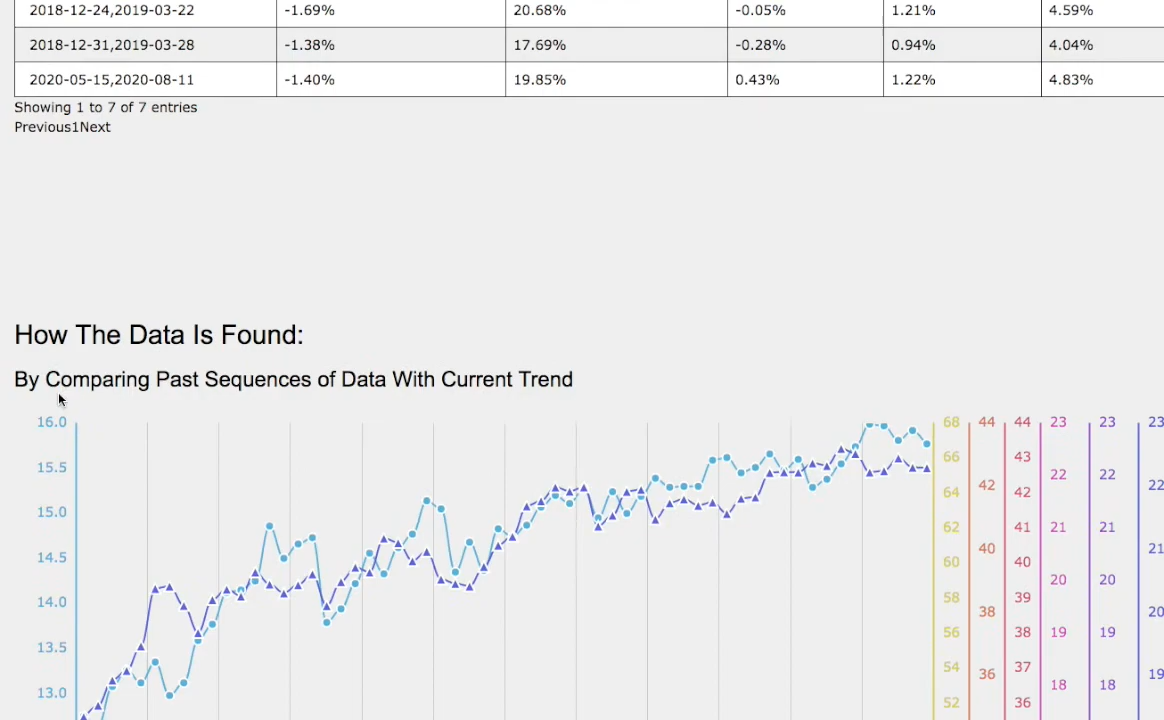 2018-12-24,2019-03-22 -1.69% 20.68% -0.05% 1.21% 4.59%
2018-12-31,2019-03-28 -1.38% 17.69% -0.28% 0.94% 4.04%
2020-05-15,2020-08-11 -1.40% 19.85% 0.43% 1.22% 4.83%
Showing 1 to 7 of 7 entries
Previous1Next
How The Data Is Found:
By Comparing Past Sequences of Data With Current Trend
16.0 68 44 44 23 23 23
43
15.5 66
22 22
42 22
15.0 64 42
62 41 21 21
14.5 60 40 40 21
20 20
14.0 58 39
38 20
56 38 19 19
13.5
54 37
36 19
13.0 18 18
52 36